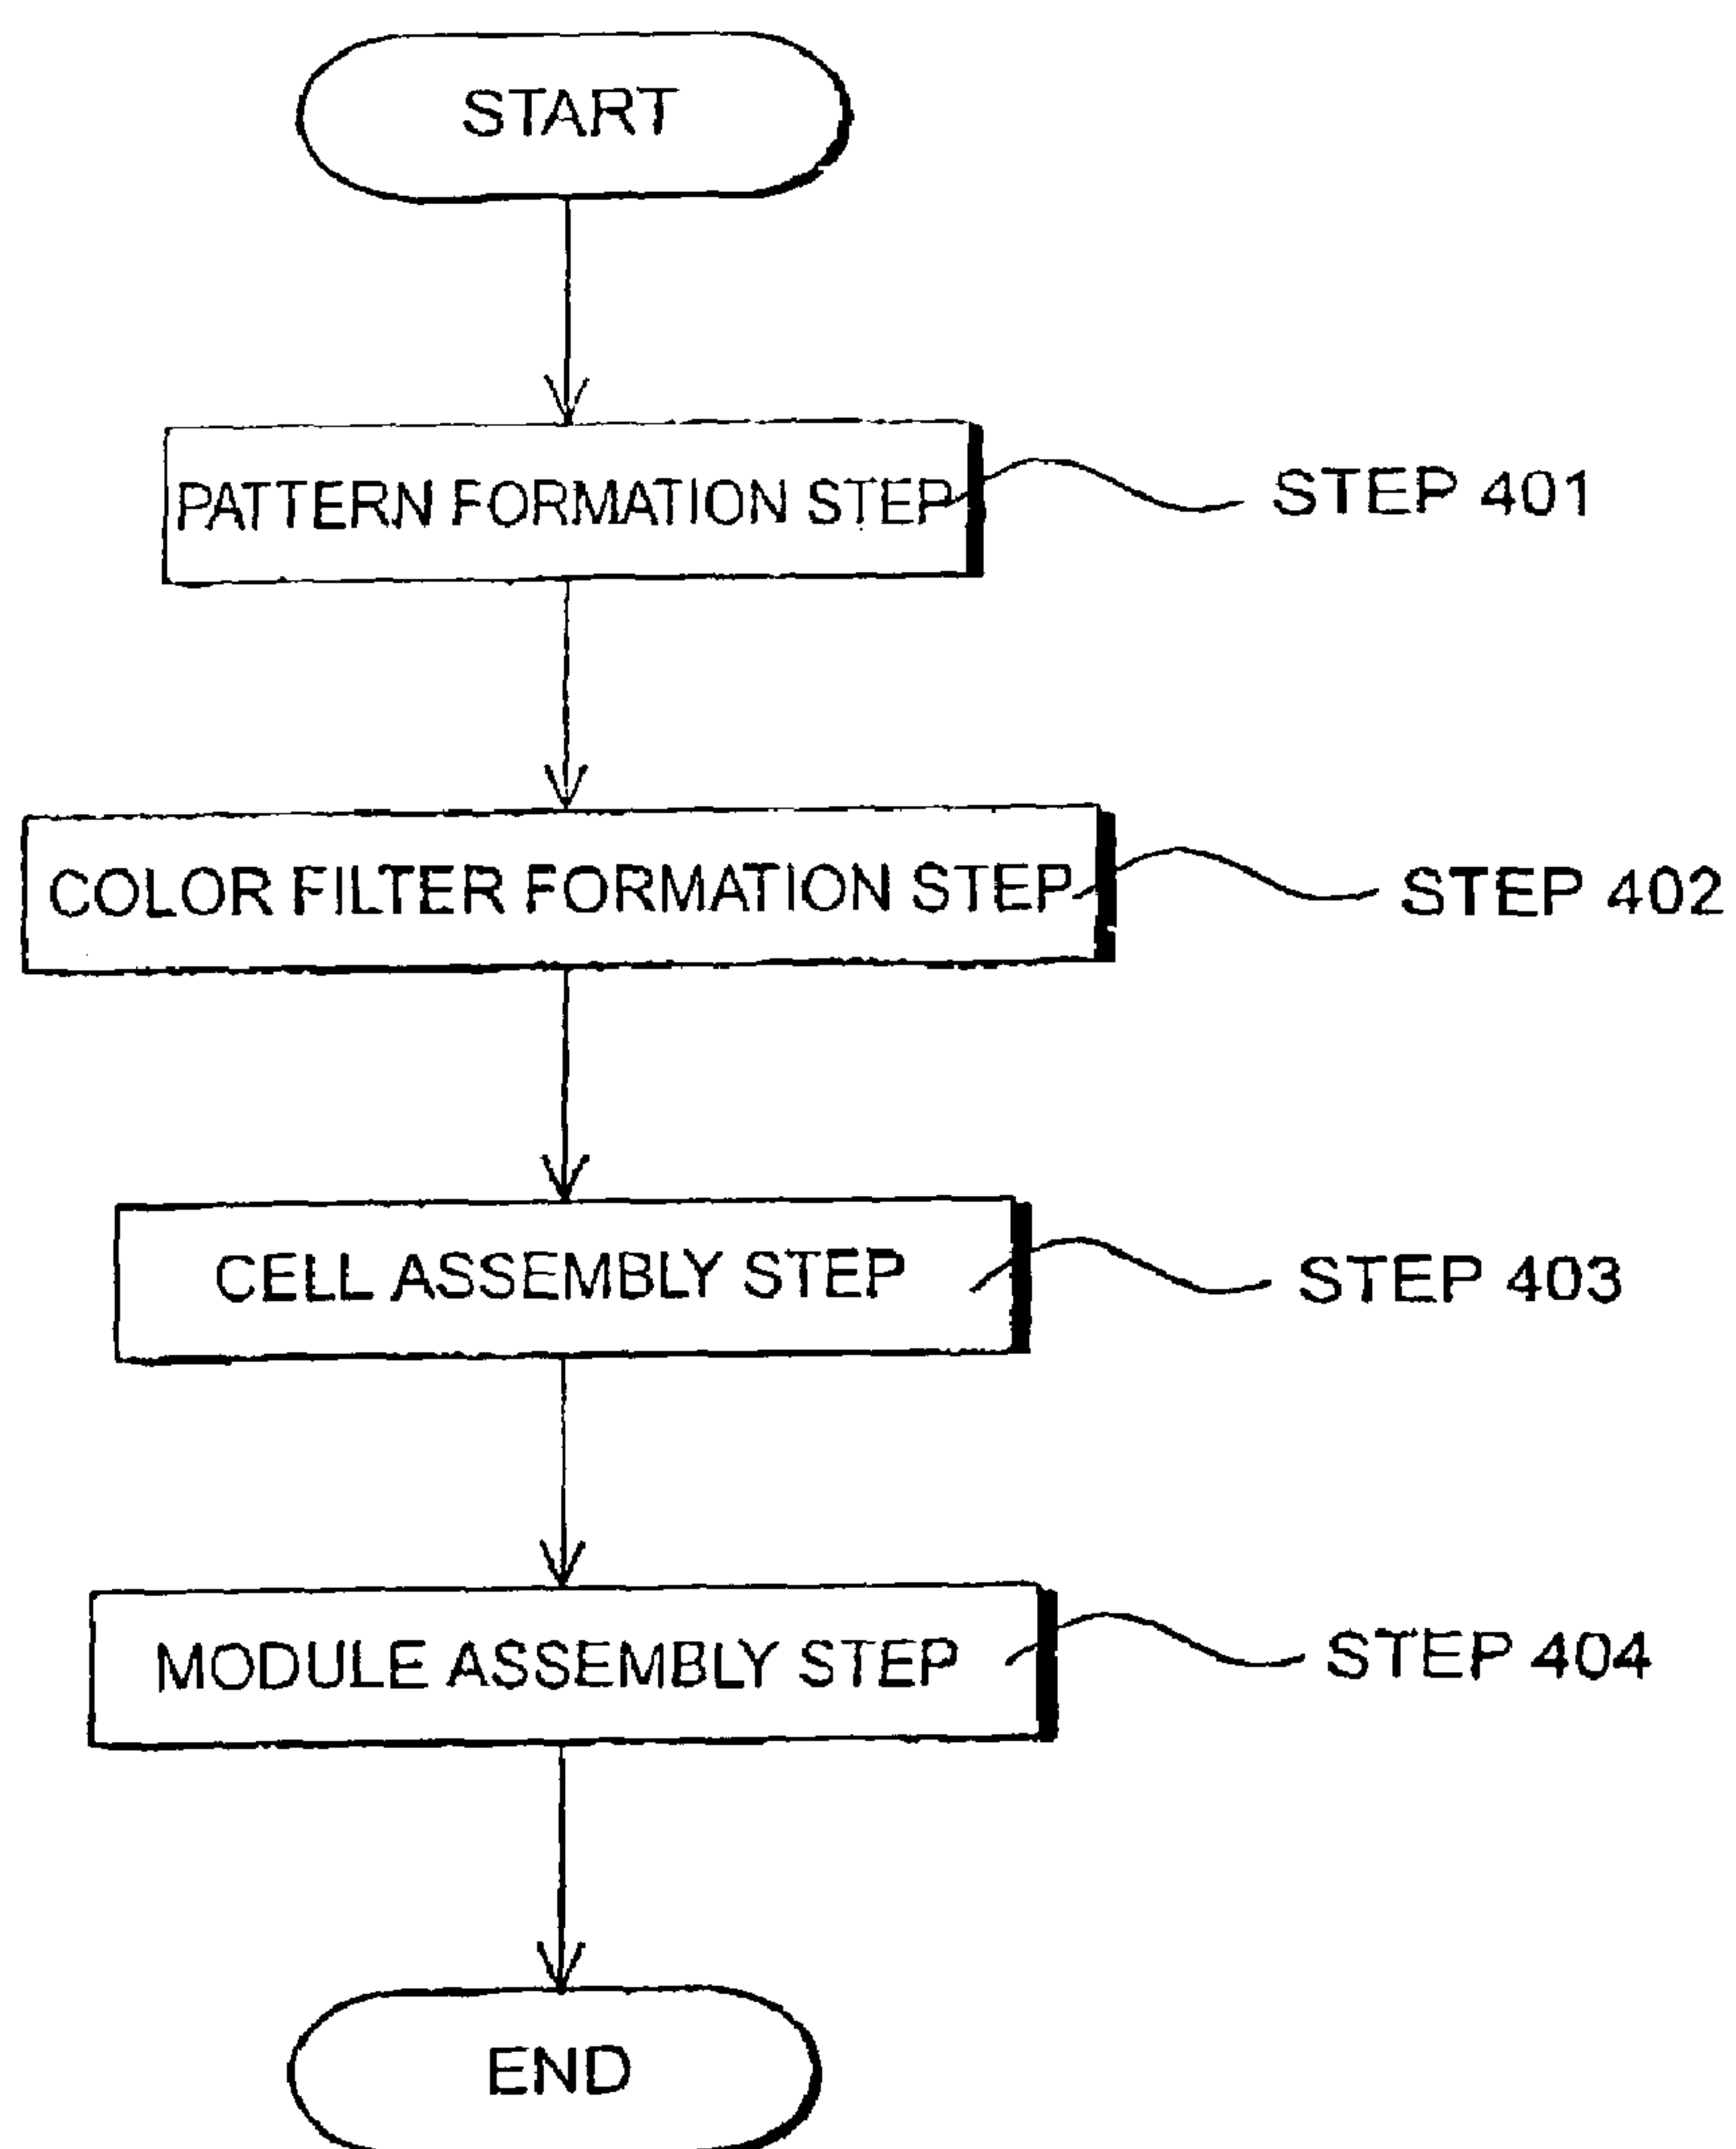 START
PATTERN FORMATION STEP
STEP 401
COLOR FILTER FORMATION STEP
STEP 402
CELL ASSEMBLY STEP
STEP 403
MODULE ASSEMBLY STEP
STEP 404
END